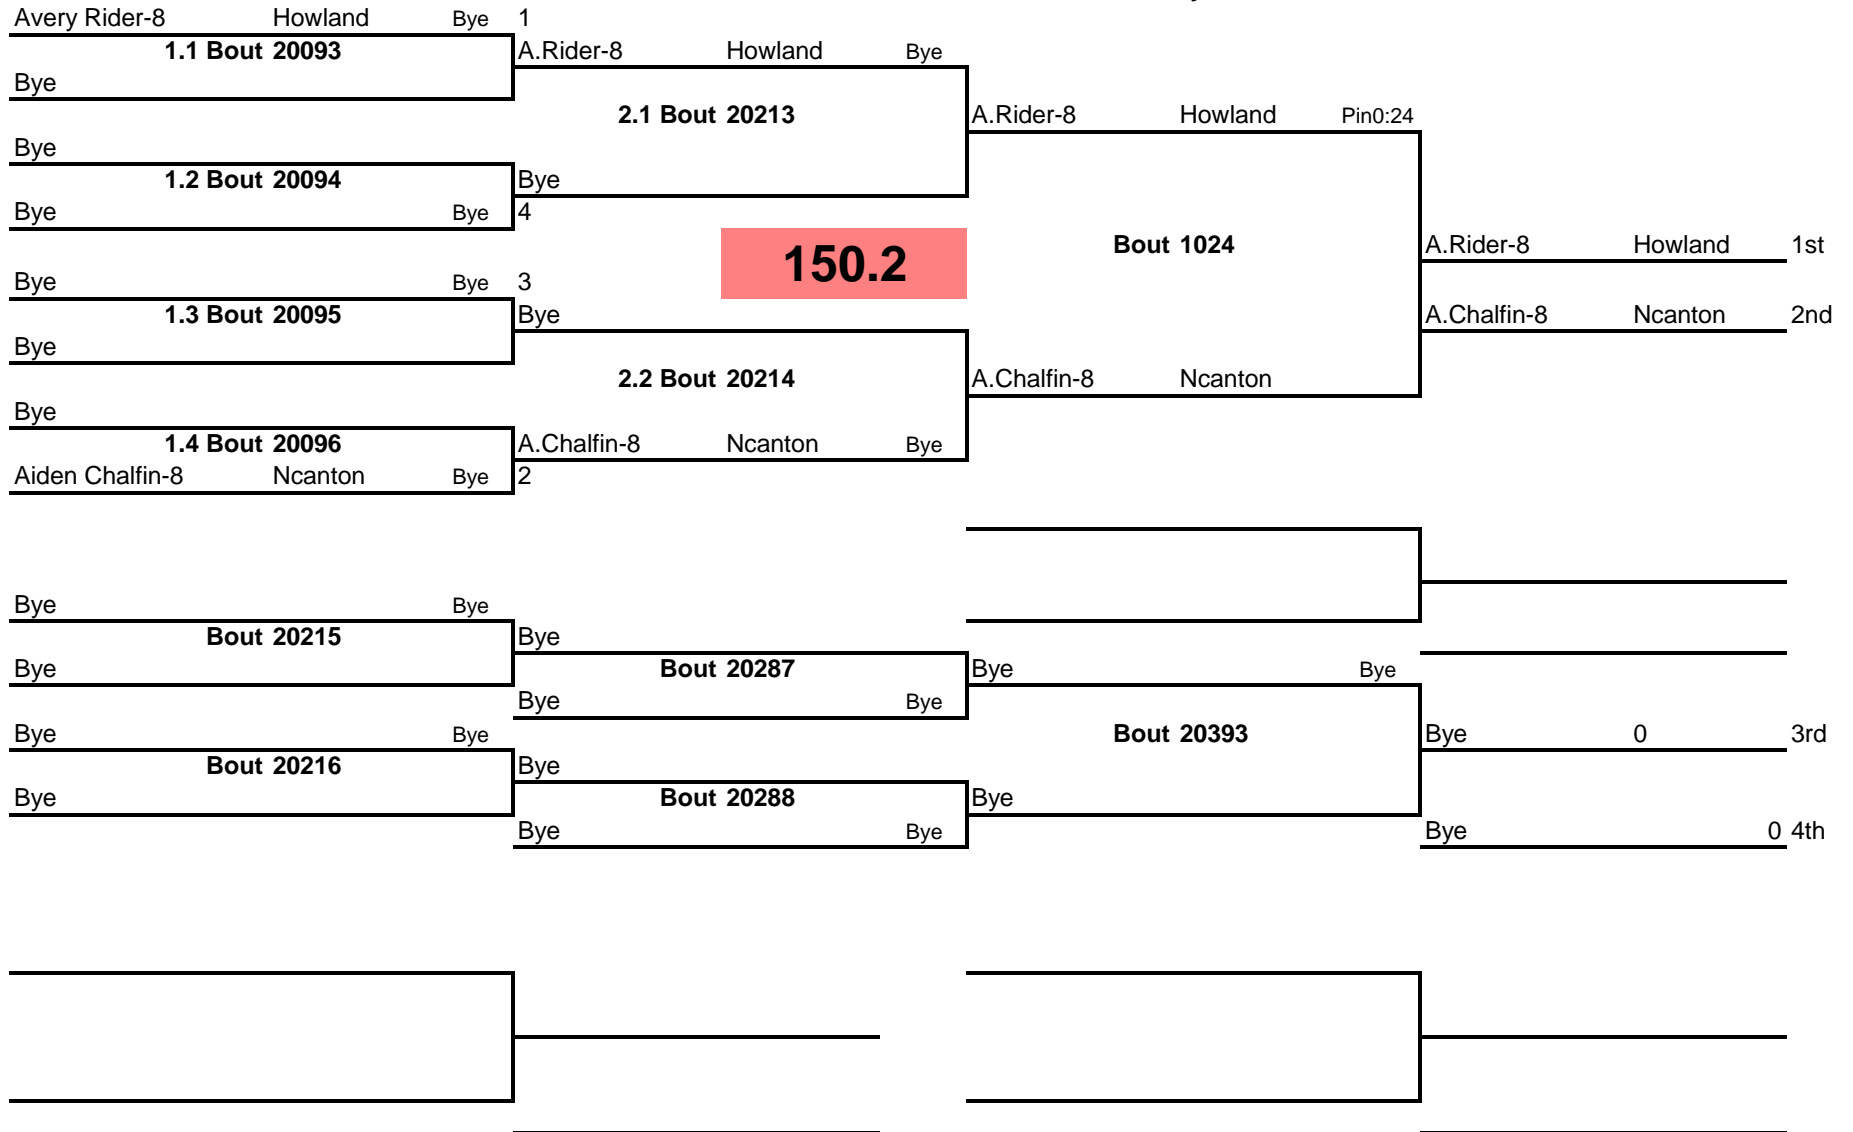 Avery Rider-8 Howland Bye 1
1.1 Bout 20093 A.Rider-8 Howland Bye
Bye
2.1 Bout 20213 A.Rider-8 Howland Pin0:24
Bye
1.2 Bout 20094 Bye
Bye Bye 4
150.2 Bout 1024 A.Rider-8 Howland 1st
Bye Bye 3
1.3 Bout 20095 Bye A.Chalfin-8 Ncanton 2nd
Bye
2.2 Bout 20214 A.Chalfin-8 Ncanton
Bye
1.4 Bout 20096 A.Chalfin-8 Ncanton Bye
Aiden Chalfin-8 Ncanton Bye 2
Bye Bye
Bout 20215 Bye
Bye Bout 20287 Bye Bye
Bye Bye
Bye Bye Bout 20393 Bye 0 3rd
Bout 20216 Bye
Bye Bout 20288 Bye
Bye Bye Bye 0 4th